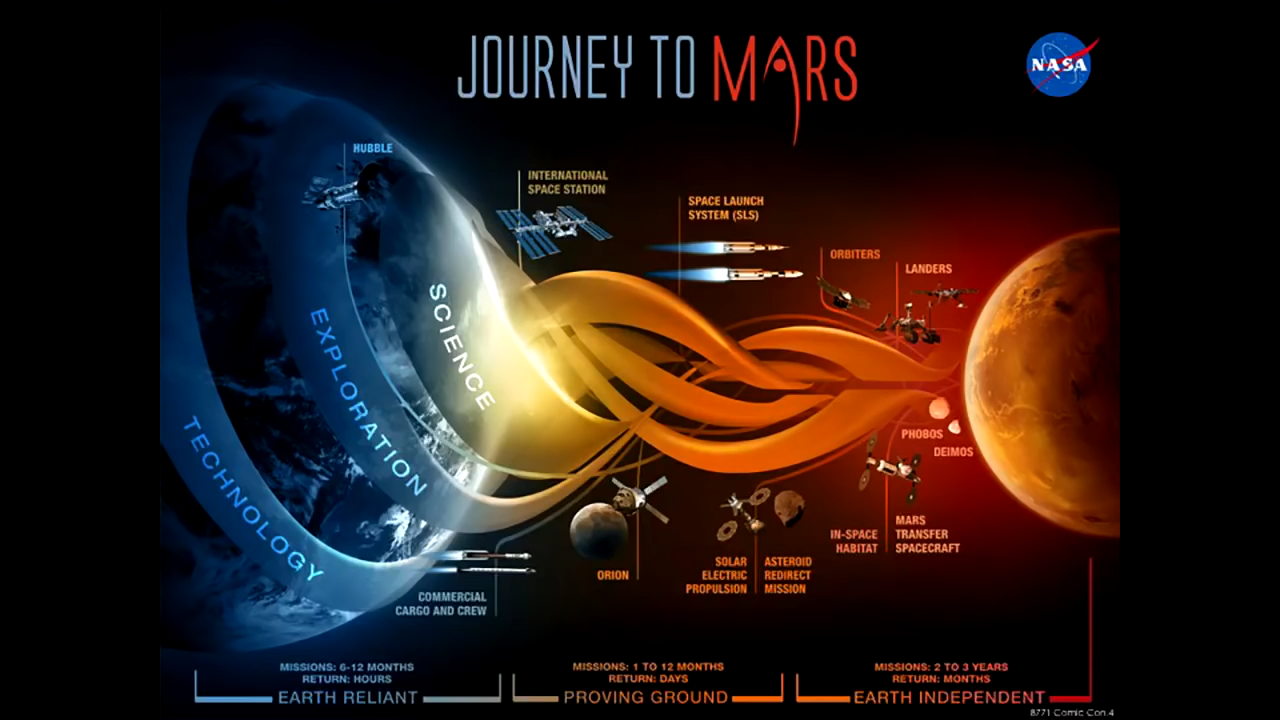 JOURNEY TO MARS
NASA
HUBBLE
INTERNATIONAL
SPACE STATION
SPACE LAUNCH
SYSTEM (SLS)
ORBITERS
LANDERS
SCIENCE
EXPLORATION
TECHNOLOGY
PHOBOS
DEIMOS
COMMERCIAL
CARGO AND CREW
ORION
SOLAR
ELECTRIC
PROPULSION
ASTEROID
REDIRECT
MISSION
IN-SPACE
HABITAT
MARS
TRANSFER
SPACECRAFT
MISSIONS: 6-12 MONTHS
RETURN: HOURS
EARTH RELIANT
MISSIONS: 1 TO 12 MONTHS
RETURN: DAYS
PROVING GROUND
MISSIONS: 2 TO 3 YEARS
RETURN: MONTHS
EARTH INDEPENDENT
8771 Comic Con.4